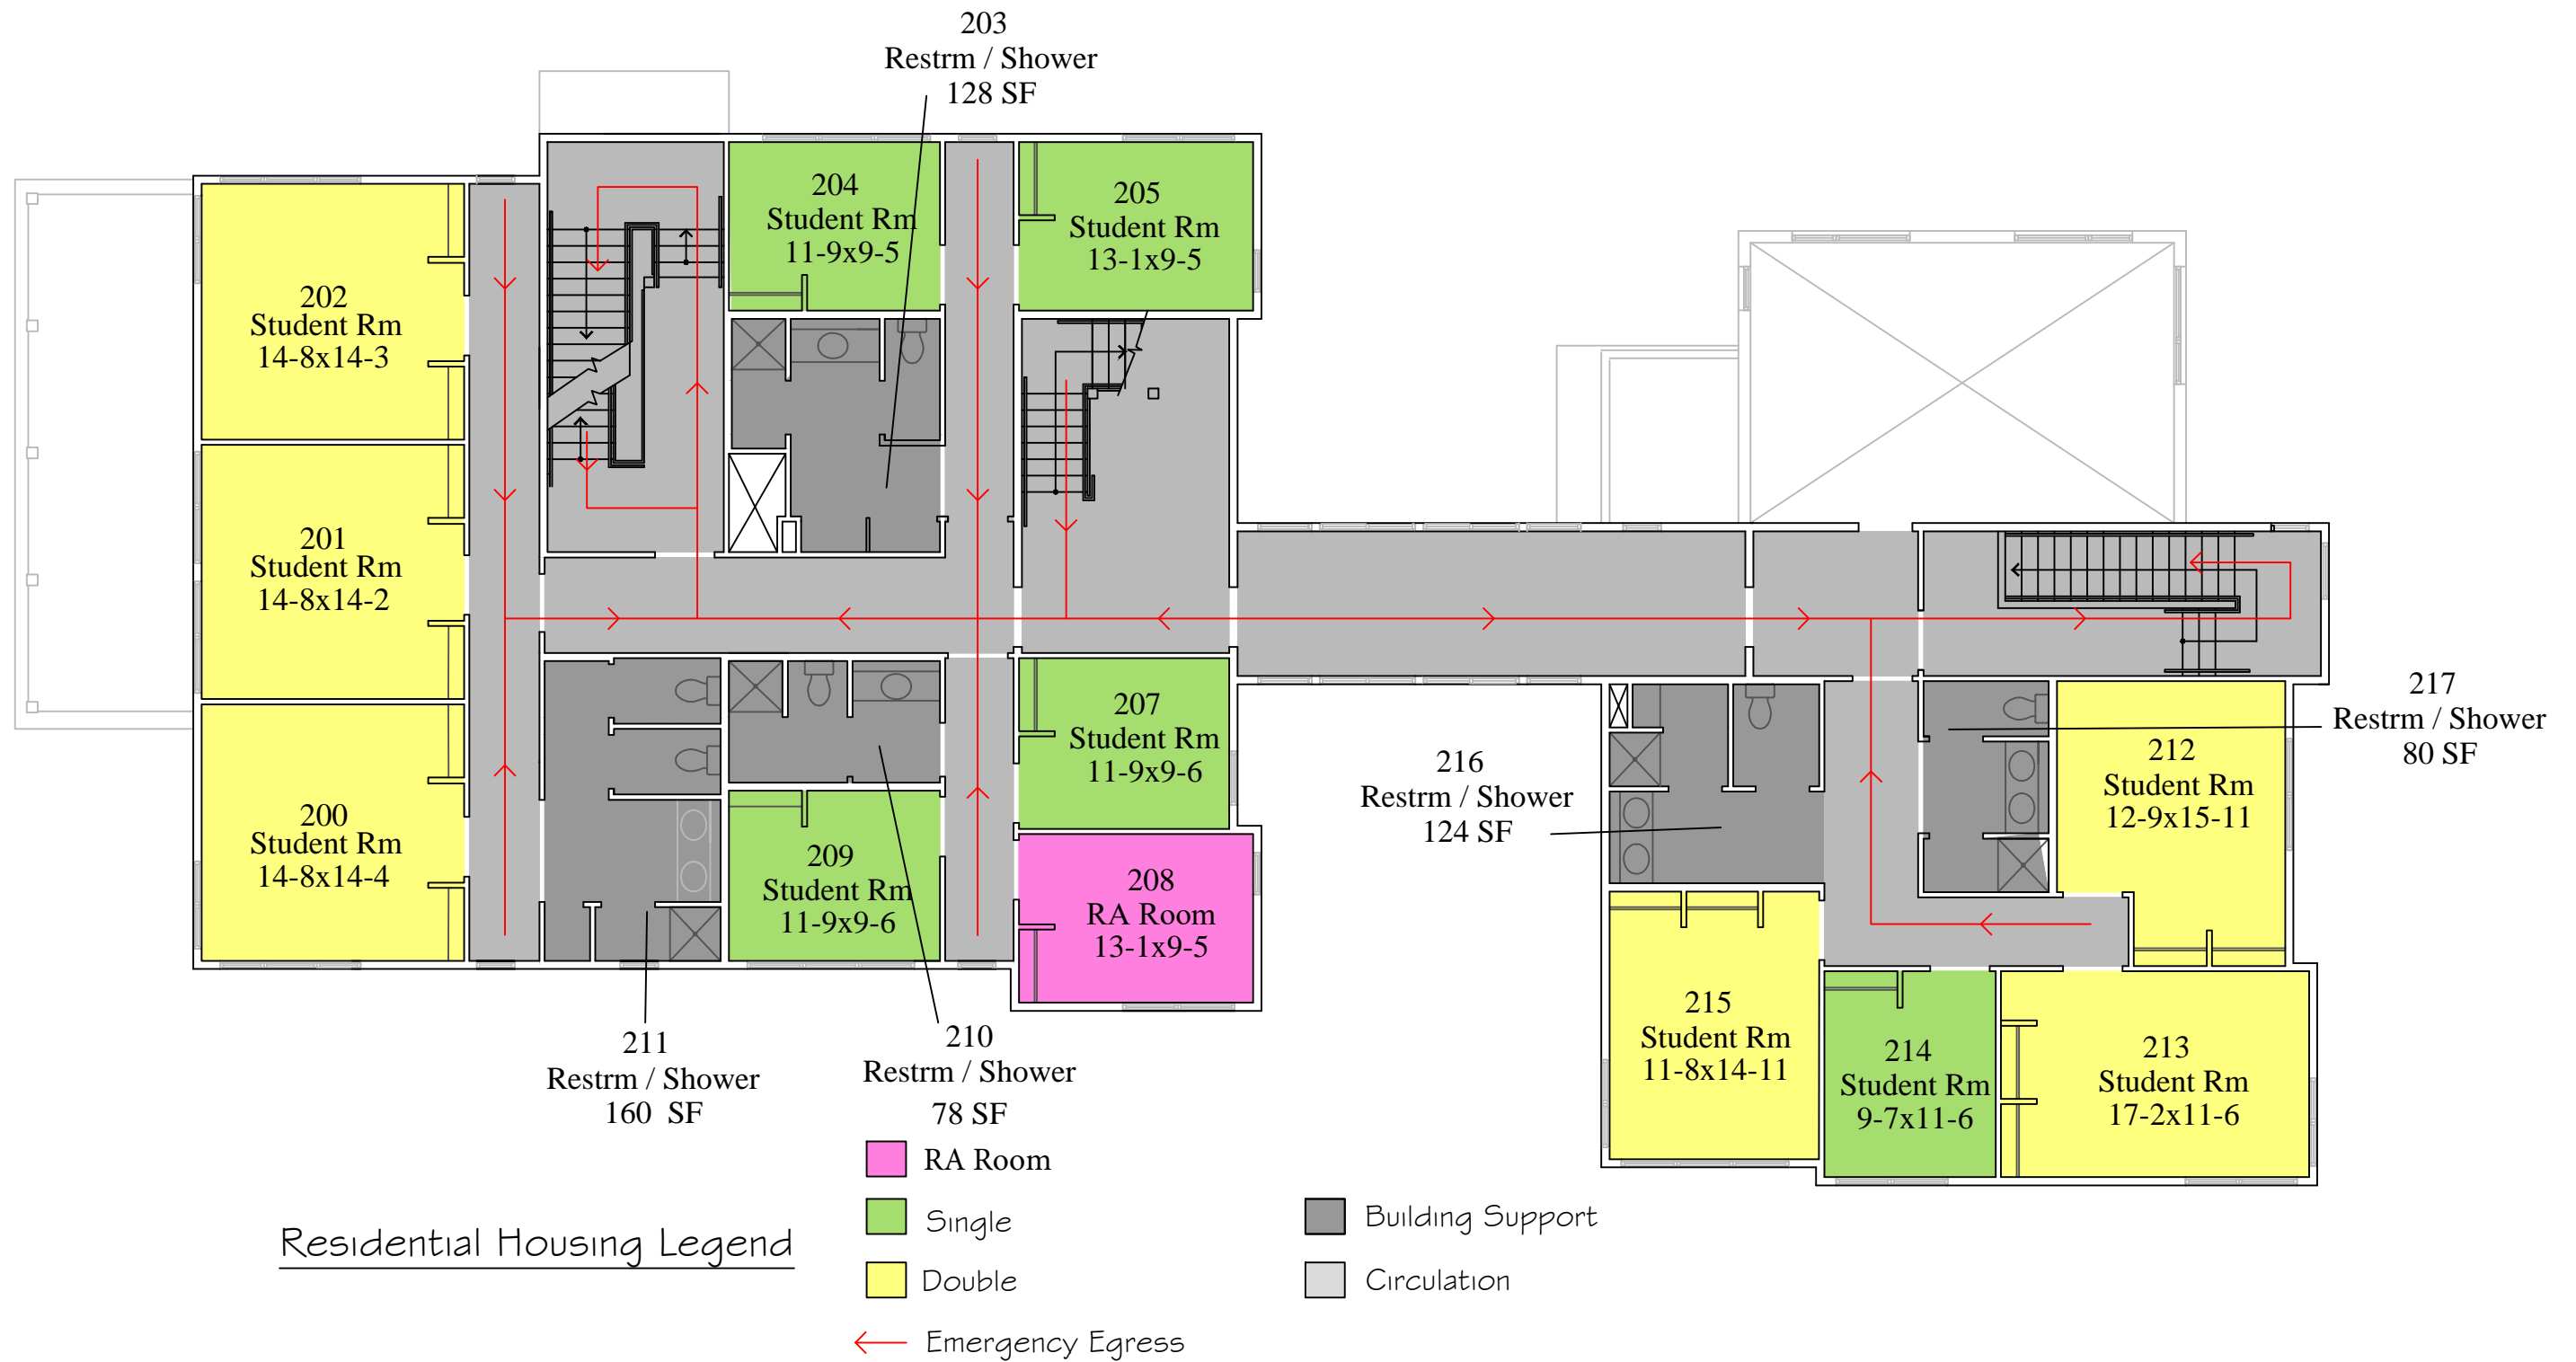 203
Restrm / Shower
128 SF
204
Student Rm
11-9x9-5
205
Student Rm
13-1x9-5
202
Student Rm
14-8x14-3
201
Student Rm
14-8x14-2
200
Student Rm
14-8x14-4
207
Student Rm
11-9x9-6
209
Student Rm
11-9x9-6
208
RA Room
13-1x9-5
211
Restrm / Shower
160 SF
210
Restrm / Shower
78 SF
216
Restrm / Shower
124 SF
217
Restrm / Shower
80 SF
212
Student Rm
12-9x15-11
215
Student Rm
11-8x14-11
214
Student Rm
9-7x11-6
213
Student Rm
17-2x11-6
Residential Housing Legend
RA Room
Single
Double
Emergency Egress
Building Support
Circulation